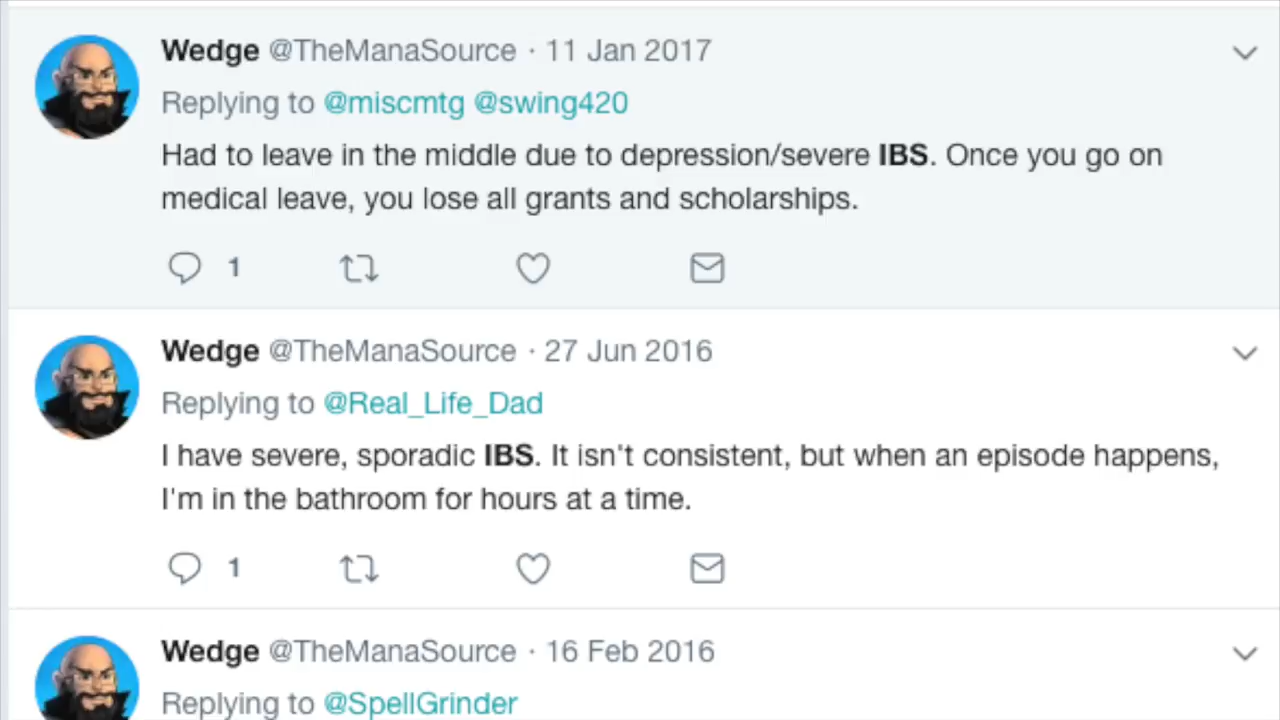 Wedge @TheManaSource · 11 Jan 2017
Replying to @miscmtg @swing420
Had to leave in the middle due to depression/severe IBS. Once you go on
medical leave, you lose all grants and scholarships.
1
Wedge @TheManaSource · 27 Jun 2016
Replying to @Real_Life_Dad
I have severe, sporadic IBS. It isn't consistent, but when an episode happens,
I'm in the bathroom for hours at a time.
1
Wedge @TheManaSource · 16 Feb 2016
Replying to @SpellGrinder